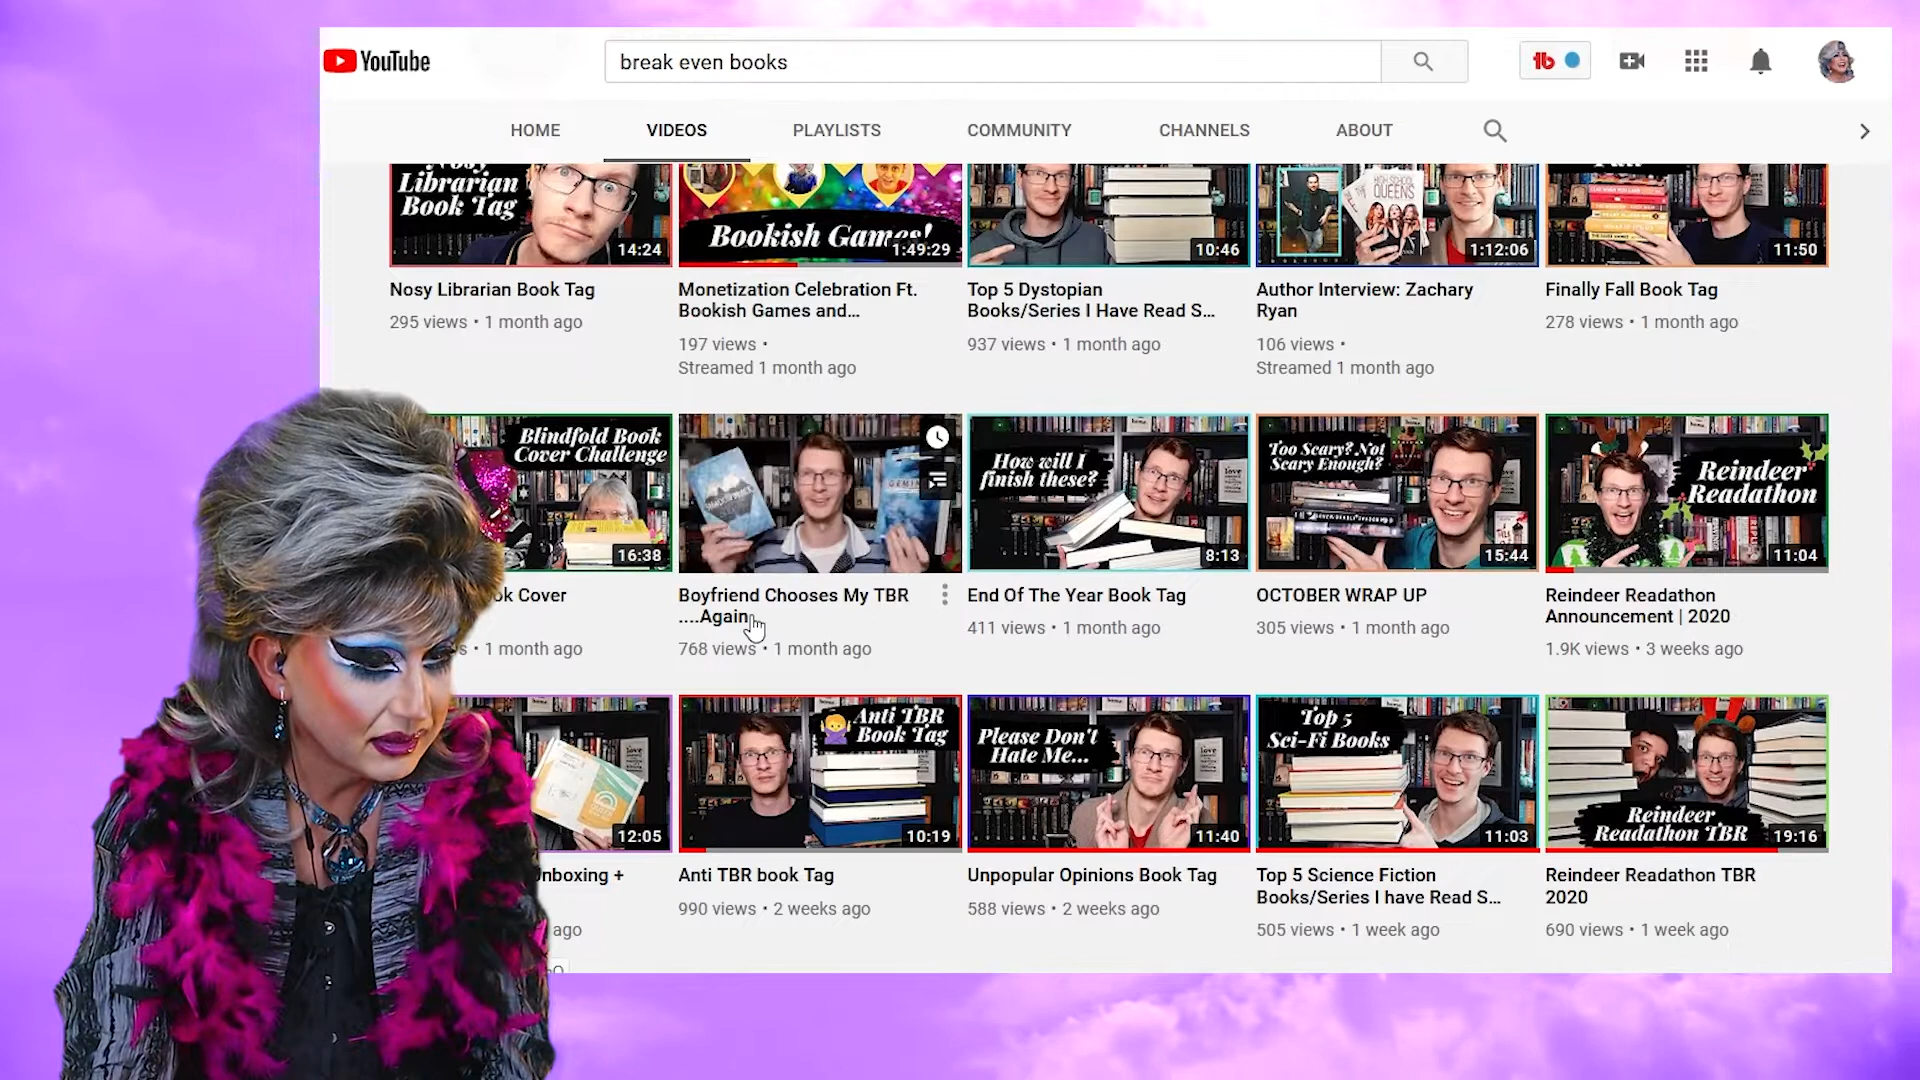 YouTube
break even books
HOME
VIDEOS
PLAYLISTS
COMMUNITY
CHANNELS
ABOUT
Nosy
Librarian
Book Tag
14:24
Bookish Games!
1:49:29
10:46
HIGH SCHOOL
QUEENS
1:12:06
11:50
Nosy Librarian Book Tag
295 views • 1 month ago
Monetization Celebration Ft.
Bookish Games and...
197 views •
Streamed 1 month ago
Top 5 Dystopian
Books/Series I Have Read S...
937 views • 1 month ago
Author Interview: Zachary
Ryan
106 views •
Streamed 1 month ago
Finally Fall Book Tag
278 views • 1 month ago
Blindfold Book
Cover Challenge
16:38
GEMINA
How will I
finish these?
8:13
Too Scary? Not
Scary Enough?
15:44
Reindeer
Readathon
11:04
ok Cover
s • 1 month ago
Boyfriend Chooses My TBR
....Again
768 views • 1 month ago
End Of The Year Book Tag
411 views • 1 month ago
OCTOBER WRAP UP
305 views • 1 month ago
Reindeer Readathon
Announcement | 2020
1.9K views • 3 weeks ago
12:05
Anti TBR
Book Tag
10:19
Please Don't
Hate Me...
11:40
Top 5
Sci-Fi Books
11:03
Reindeer
Readathon TBR
19:16
Unboxing +
ago
Anti TBR book Tag
990 views • 2 weeks ago
Unpopular Opinions Book Tag
588 views • 2 weeks ago
Top 5 Science Fiction
Books/Series I have Read S...
505 views • 1 week ago
Reindeer Readathon TBR
2020
690 views • 1 week ago